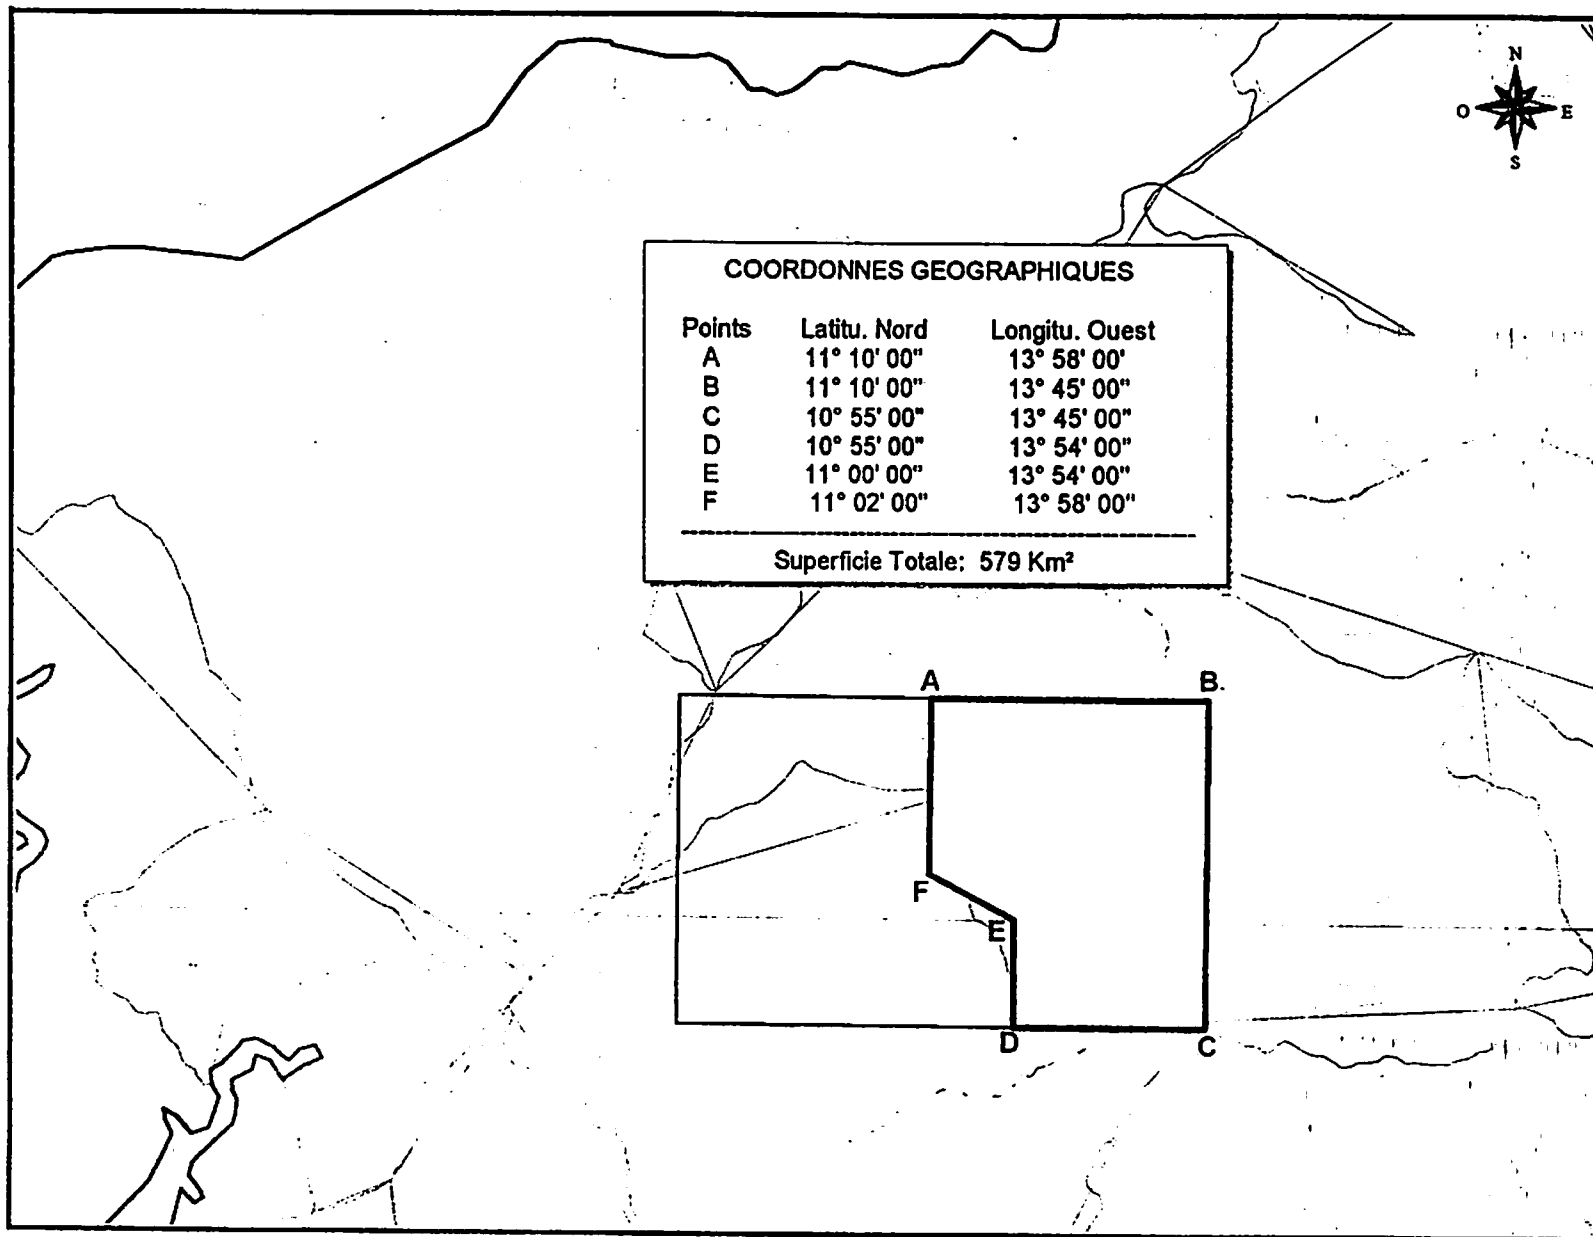 N
O E
S
COORDONNES GEOGRAPHIQUES
Points Latitu. Nord Longitu. Ouest
A 11° 10' 00" 13° 58' 00'
B 11° 10' 00" 13° 45' 00"
C 10° 55' 00" 13° 45' 00"
D 10° 55' 00" 13° 54' 00"
E 11° 00' 00" 13° 54' 00"
F 11° 02' 00" 13° 58' 00"
Superficie Totale: 579 Km²
A B.
F
E
D C